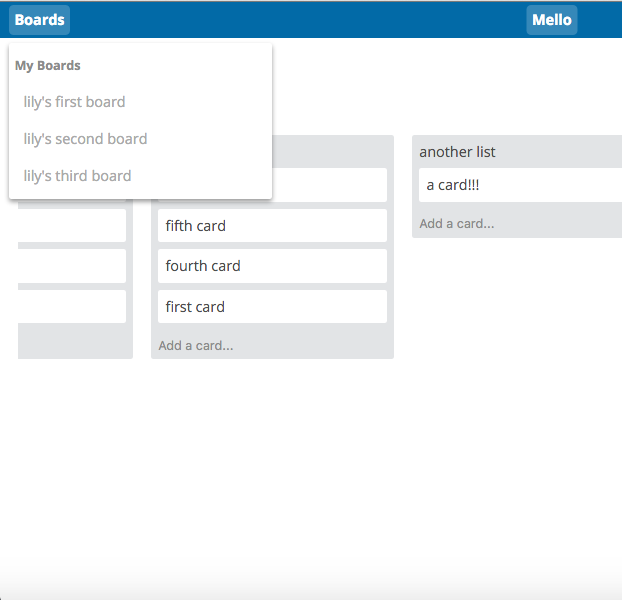 Boards
Mello
My Boards
lily's first board
lily's second board
lily's third board
fifth card
fourth card
first card
Add a card...
another list
a card!!!
Add a card...